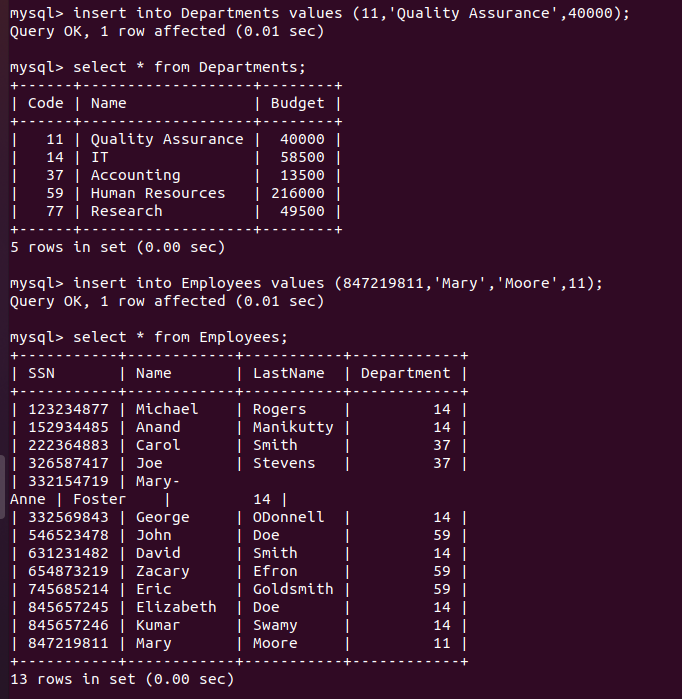 mysql> insert into Departments values (11,'Quality Assurance',40000);
Query OK, 1 row affected (0.01 sec)
mysql> select * from Departments;
+------+-------------------+--------+
| Code | Name              | Budget |
+------+-------------------+--------+
|   11 | Quality Assurance |  40000 |
|   14 | IT                |  58500 |
|   37 | Accounting        |  13500 |
|   59 | Human Resources   | 216000 |
|   77 | Research          |  49500 |
+------+-------------------+--------+
5 rows in set (0.00 sec)
mysql> insert into Employees values (847219811,'Mary','Moore',11);
Query OK, 1 row affected (0.01 sec)
mysql> select * from Employees;
+-----------+------------+-----------+------------+
| SSN       | Name       | LastName  | Department |
+-----------+------------+-----------+------------+
| 123234877 | Michael    | Rogers    |         14 |
| 152934485 | Anand      | Manikutty |         14 |
| 222364883 | Carol      | Smith     |         37 |
| 326587417 | Joe        | Stevens   |         37 |
| 332154719 | Mary-
Anne | Foster    |         14 |
| 332569843 | George     | ODonnell  |         14 |
| 546523478 | John       | Doe       |         59 |
| 631231482 | David      | Smith     |         14 |
| 654873219 | Zacary     | Efron     |         59 |
| 745685214 | Eric       | Goldsmith |         59 |
| 845657245 | Elizabeth  | Doe       |         14 |
| 845657246 | Kumar      | Swamy     |         14 |
| 847219811 | Mary       | Moore     |         11 |
+-----------+------------+-----------+------------+
13 rows in set (0.00 sec)